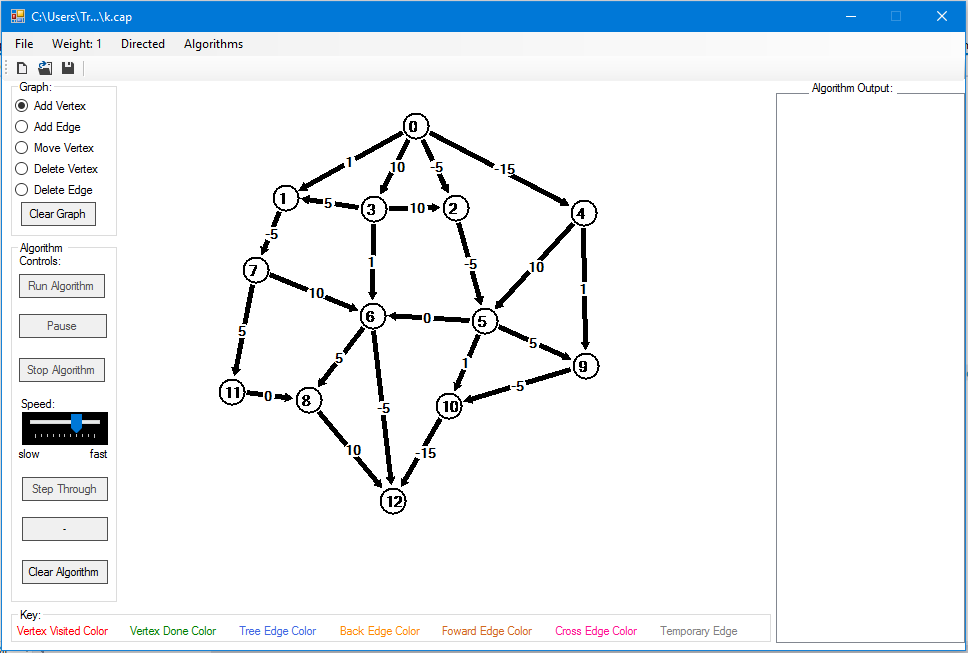 C:\Users\Tr...\k.cap
File Weight: 1 Directed Algorithms
Graph:
Add Vertex
Add Edge
Move Vertex
Delete Vertex
Delete Edge
Clear Graph
Algorithm
Controls:
Run Algorithm
Pause
Stop Algorithm
Speed:
slow fast
Step Through
-
Clear Algorithm
0
1 10 -5 -15
1 5 3 10 2 4
-5 1 -5 10 1
7 10
6 0 5
5 5 5 1 9
11 0 8 -5 10 -5
10 -15
12
Algorithm Output:
Key:
Vertex Visited Color Vertex Done Color Tree Edge Color Back Edge Color Foward Edge Color Cross Edge Color Temporary Edge